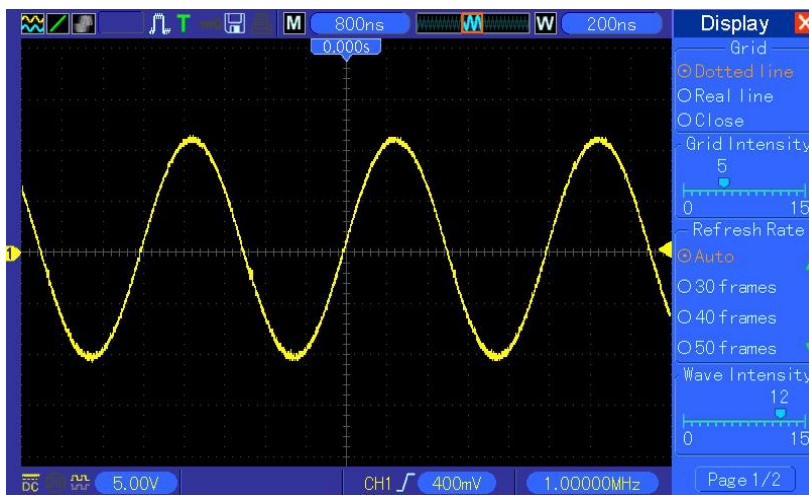 T M 800ns W 200ns
0.000s
1
DC 5.00V CH1 400mV 1.00000MHz
Display X
Grid
Dotted line
Real line
Close
Grid Intensity
5
0 15
Refresh Rate
Auto
30 frames
40 frames
50 frames
Wave Intensity
12
0 15
Page 1/2